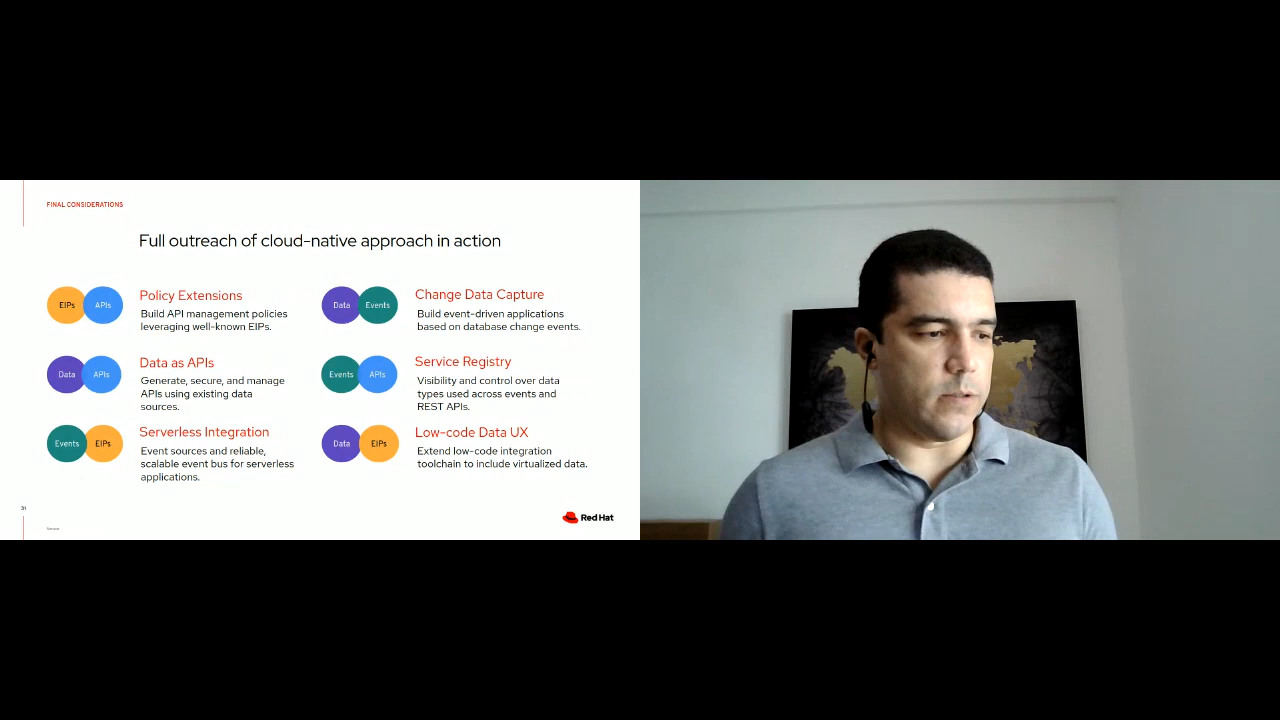 FINAL CONSIDERATIONS
Full outreach of cloud-native approach in action
EIPs APIs
Policy Extensions
Build API management policies
leveraging well-known EIPs.
Data Events
Change Data Capture
Build event-driven applications
based on database change events.
Data APIs
Data as APIs
Generate, secure, and manage
APIs using existing data
sources.
Events APIs
Service Registry
Visibility and control over data
types used across events and
REST APIs.
Events EIPs
Serverless Integration
Event sources and reliable,
scalable event bus for serverless
applications.
Data EIPs
Low-code Data UX
Extend low-code integration
toolchain to include virtualized data.
Red Hat